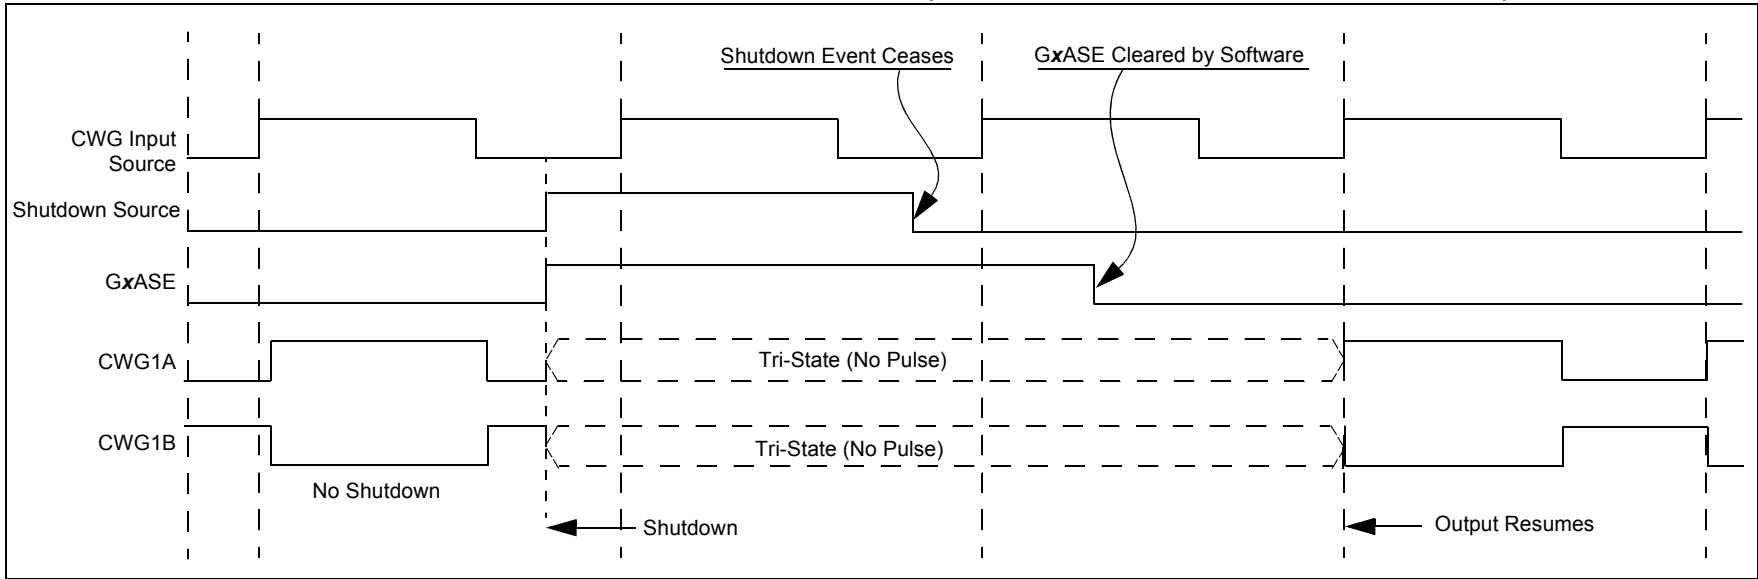 Shutdown Event Ceases
GxASE Cleared by Software
CWG Input
Source
Shutdown Source
GxASE
CWG1A
Tri-State (No Pulse)
CWG1B
Tri-State (No Pulse)
No Shutdown
Shutdown
Output Resumes